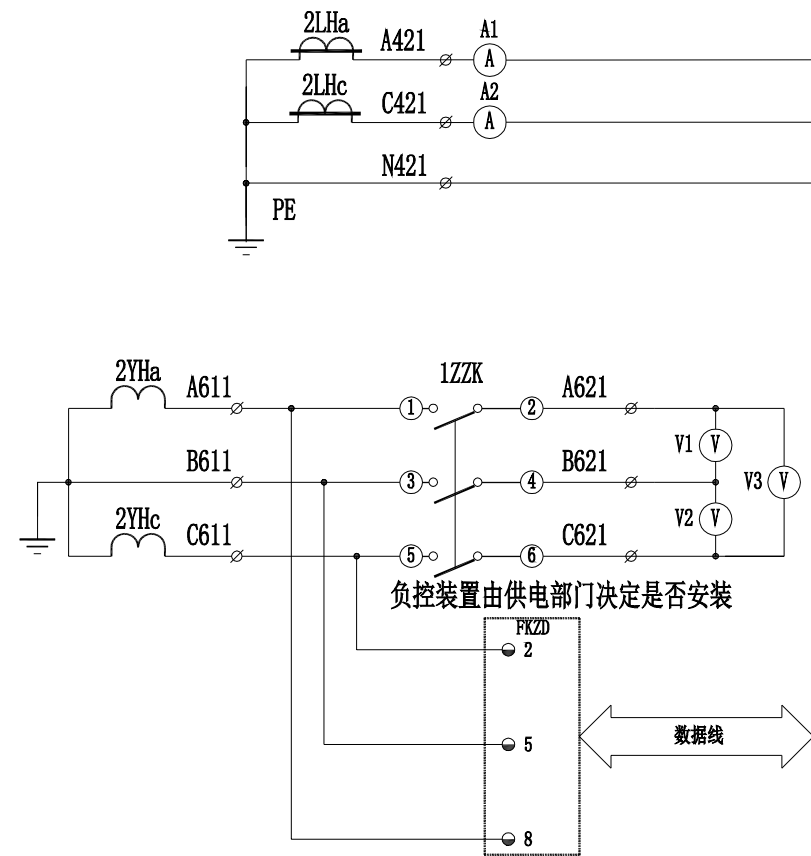 2LHa
A421
A1
A
2LHc
C421
A2
A
N421
PE
2YHa
A611
1ZZK
A621
1
2
V1
V
B611
3
4
B621
V3
V
2YHc
C611
5
6
C621
V2
V
负控装置由供电部门决定是否安装
FKZD
2
5
数据线
8